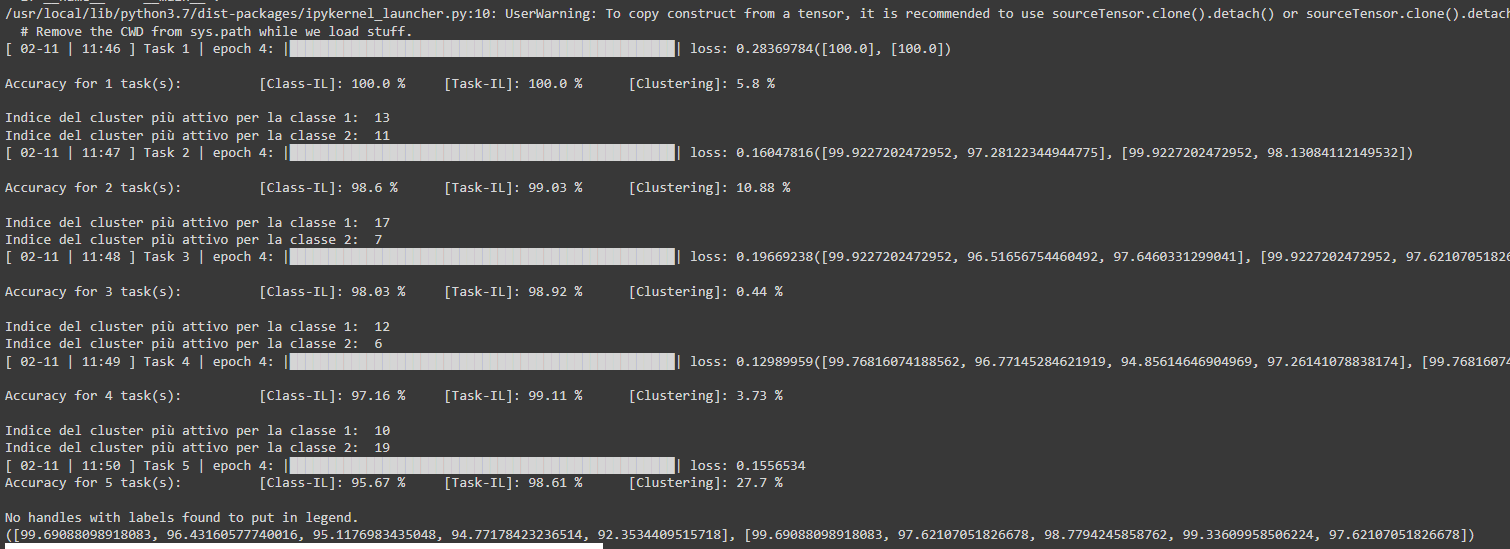 /usr/local/lib/python3.7/dist-packages/ipykernel_launcher.py:10: UserWarning: To copy construct from a tensor, it is recommended to use sourceTensor.clone().detach() or sourceTensor.clone().detach
# Remove the CWD from sys.path while we load stuff.
[ 02-11 | 11:46 ] Task 1 | epoch 4: |██████████████████████████████████████████████████| loss: 0.28369784([100.0], [100.0])
Accuracy for 1 task(s): [Class-IL]: 100.0 % [Task-IL]: 100.0 % [Clustering]: 5.8 %
Indice del cluster più attivo per la classe 1: 13
Indice del cluster più attivo per la classe 2: 11
[ 02-11 | 11:47 ] Task 2 | epoch 4: |██████████████████████████████████████████████████| loss: 0.16047816([99.9227202472952, 97.28122344944775], [99.9227202472952, 98.13084112149532])
Accuracy for 2 task(s): [Class-IL]: 98.6 % [Task-IL]: 99.03 % [Clustering]: 10.88 %
Indice del cluster più attivo per la classe 1: 17
Indice del cluster più attivo per la classe 2: 7
[ 02-11 | 11:48 ] Task 3 | epoch 4: |██████████████████████████████████████████████████| loss: 0.19669238([99.9227202472952, 96.51656754460492, 97.6460331299041], [99.9227202472952, 97.62107051826
Accuracy for 3 task(s): [Class-IL]: 98.03 % [Task-IL]: 98.92 % [Clustering]: 0.44 %
Indice del cluster più attivo per la classe 1: 12
Indice del cluster più attivo per la classe 2: 6
[ 02-11 | 11:49 ] Task 4 | epoch 4: |██████████████████████████████████████████████████| loss: 0.12989959([99.76816074188562, 96.77145284621919, 94.85614646904969, 97.26141078838174], [99.7681607
Accuracy for 4 task(s): [Class-IL]: 97.16 % [Task-IL]: 99.11 % [Clustering]: 3.73 %
Indice del cluster più attivo per la classe 1: 10
Indice del cluster più attivo per la classe 2: 19
[ 02-11 | 11:50 ] Task 5 | epoch 4: |██████████████████████████████████████████████████| loss: 0.1556534
Accuracy for 5 task(s): [Class-IL]: 95.67 % [Task-IL]: 98.61 % [Clustering]: 27.7 %
No handles with labels found to put in legend.
([99.69088098918083, 96.43160577740016, 95.1176983435048, 94.77178423236514, 92.3534409515718], [99.69088098918083, 97.62107051826678, 98.7794245858762, 99.33609958506224, 97.62107051826678])